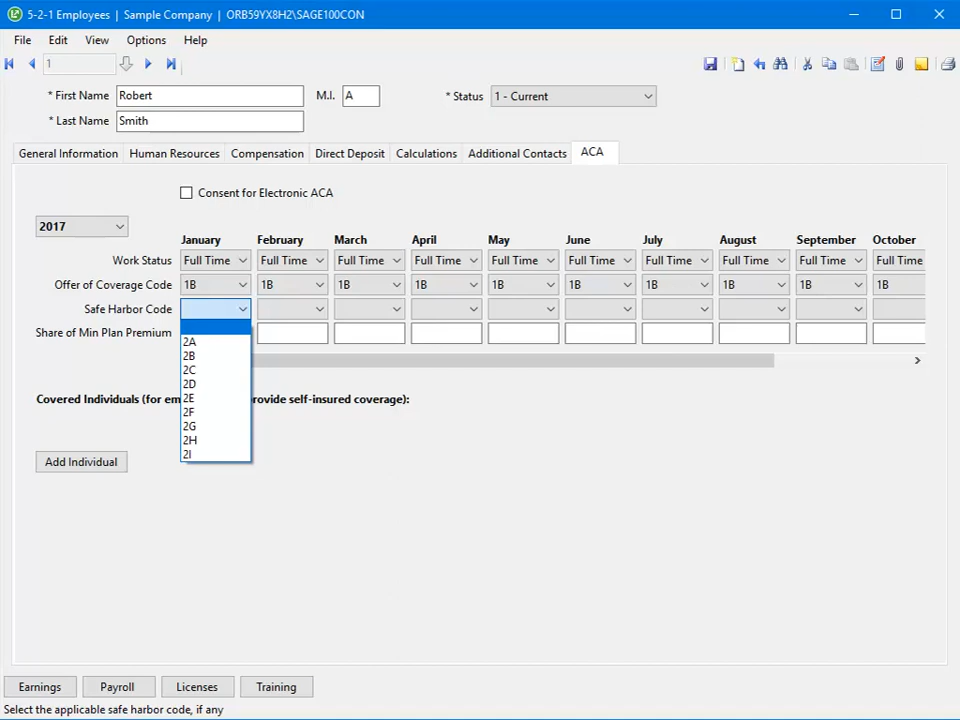 5-2-1 Employees | Sample Company | ORB59YX8H2\SAGE100CON
File Edit View Options Help
1
* First Name Robert M.I. A * Status 1 - Current
* Last Name Smith
General Information Human Resources Compensation Direct Deposit Calculations Additional Contacts ACA
Consent for Electronic ACA
2017
January February March April May June July August September October
Work Status Full Time Full Time Full Time Full Time Full Time Full Time Full Time Full Time Full Time Full Time
Offer of Coverage Code 1B 1B 1B 1B 1B 1B 1B 1B 1B 1B
Safe Harbor Code
Share of Min Plan Premium
2A
2B
2C
2D
2E
2F
2G
2H
2I
Covered Individuals (for em rovide self-insured coverage):
Add Individual
Earnings Payroll Licenses Training
Select the applicable safe harbor code, if any